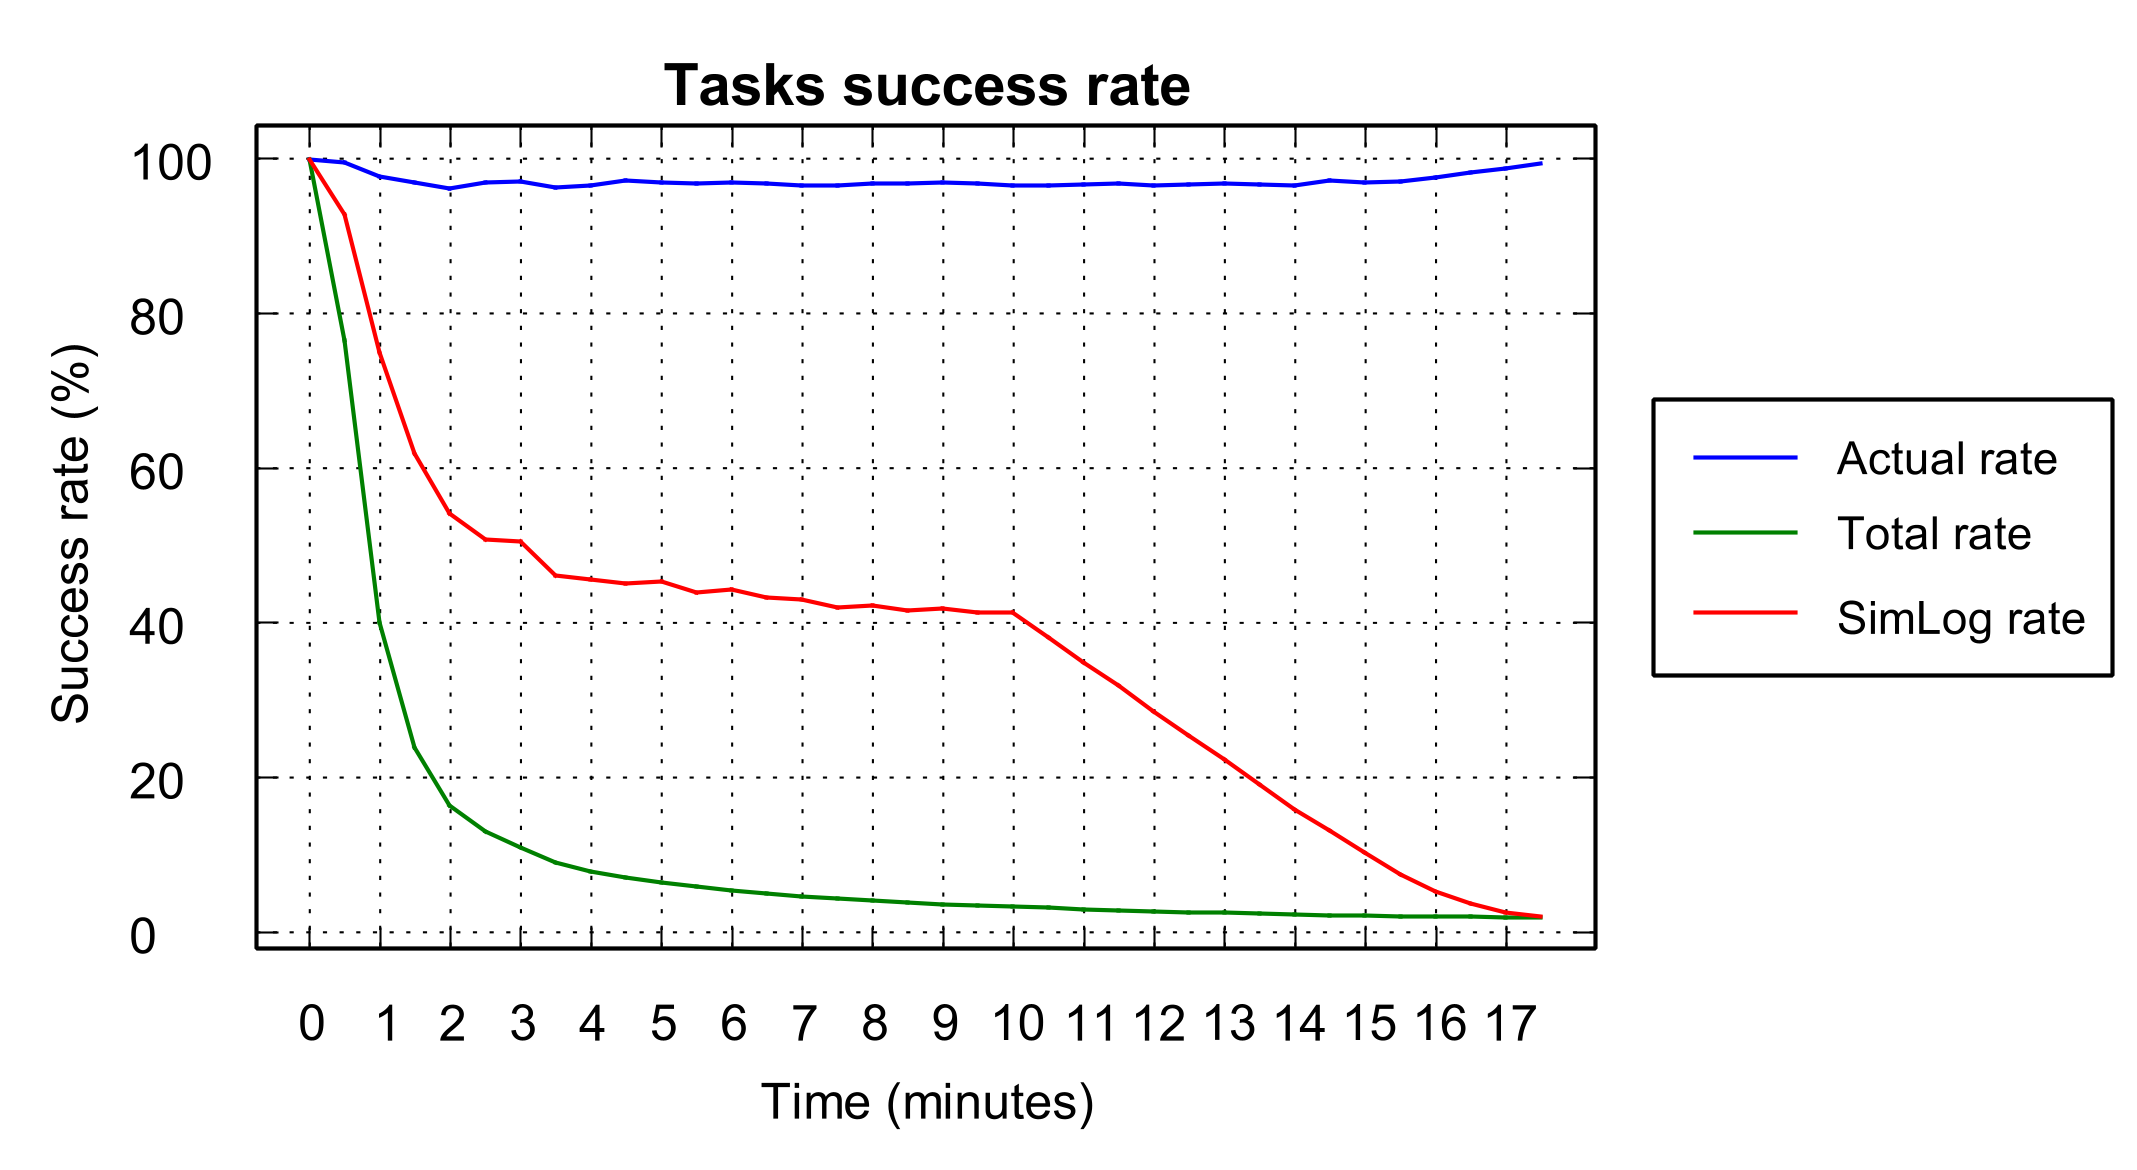 Tasks success rate
100
80
60
40
20
0
Success rate (%)
0 1 2 3 4 5 6 7 8 9 10 11 12 13 14 15 16 17
Time (minutes)
Actual rate
Total rate
SimLog rate